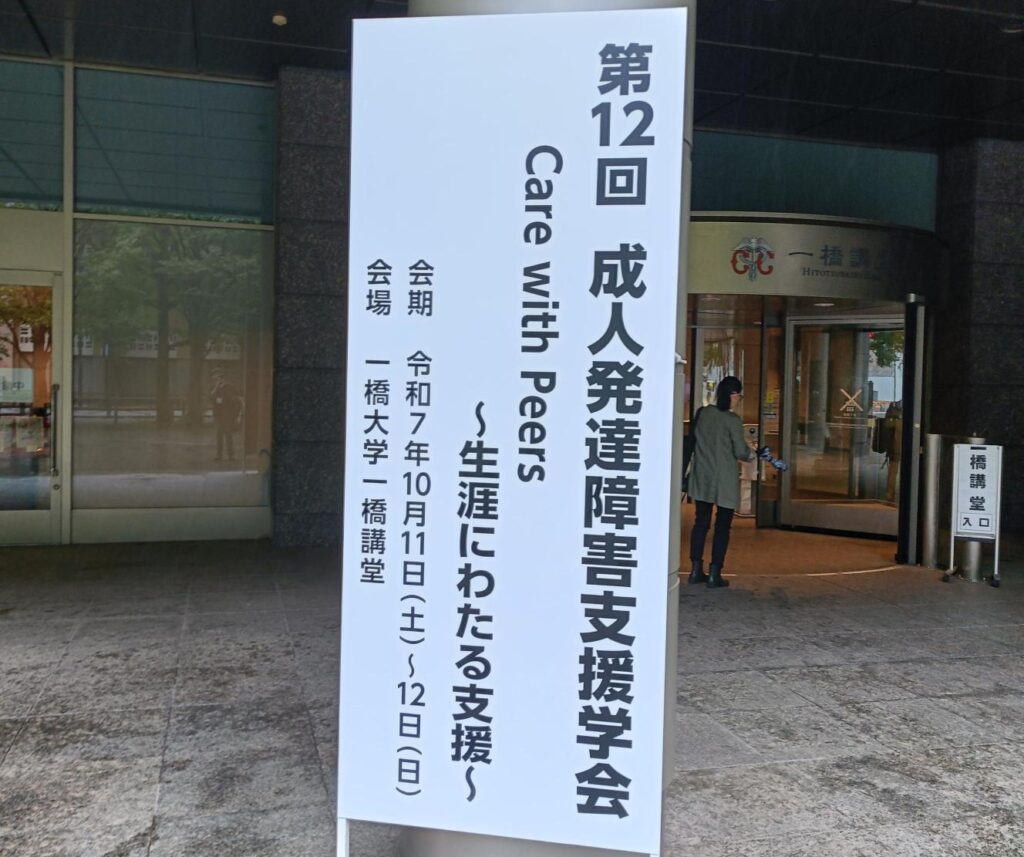 第12回 成人発達障害支援学会
Care with Peers
～生涯にわたる支援～
会期 令和7年10月11日(土)～12日(日)
会場 一橋大学一橋講堂
一橋講
一橋講堂
入口